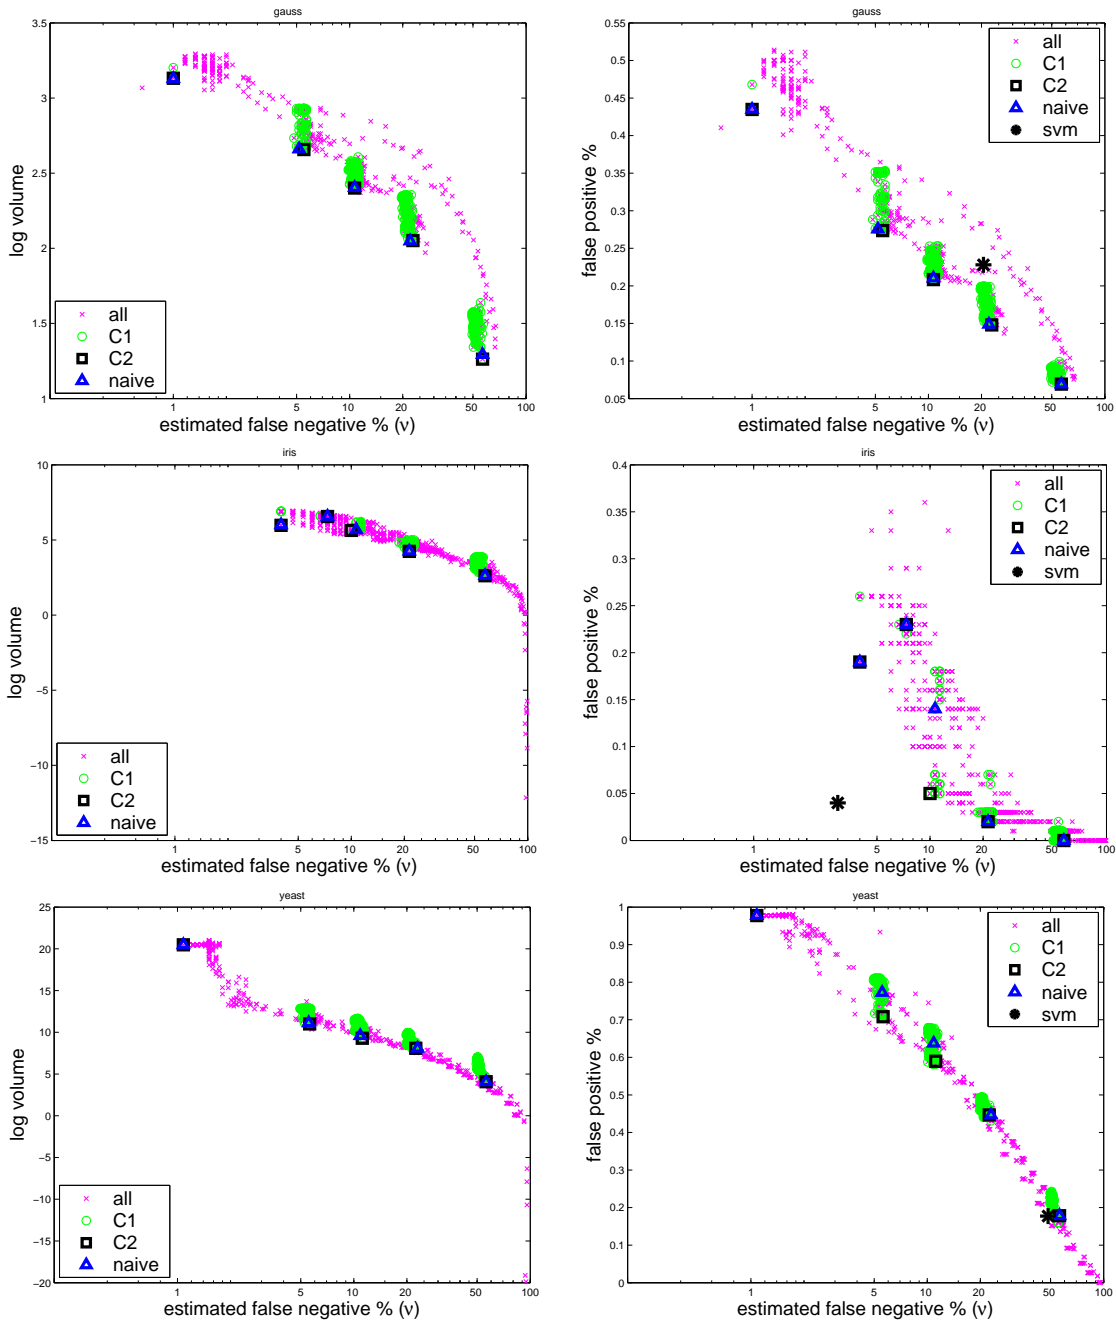 gauss
3.5
3
2.5
2
1.5
1
log volume
all
C1
C2
naive
1 5 10 20 50 100
estimated false negative % (ν)
gauss
0.55
0.5
0.45
0.4
0.35
0.3
0.25
0.2
0.15
0.1
0.05
false positive %
all
C1
C2
naive
svm
1 5 10 20 50 100
estimated false negative % (ν)
iris
10
5
0
−5
−10
−15
log volume
all
C1
C2
naive
1 5 10 20 50 100
estimated false negative % (ν)
iris
0.4
0.35
0.3
0.25
0.2
0.15
0.1
0.05
0
false positive %
all
C1
C2
naive
svm
1 5 10 20 50 100
estimated false negative % (ν)
yeast
25
20
15
10
5
0
−5
−10
−15
−20
log volume
all
C1
C2
naive
1 5 10 20 50 100
estimated false negative % (ν)
yeast
1
0.9
0.8
0.7
0.6
0.5
0.4
0.3
0.2
0.1
0
false positive %
all
C1
C2
naive
svm
1 5 10 20 50 100
estimated false negative % (ν)